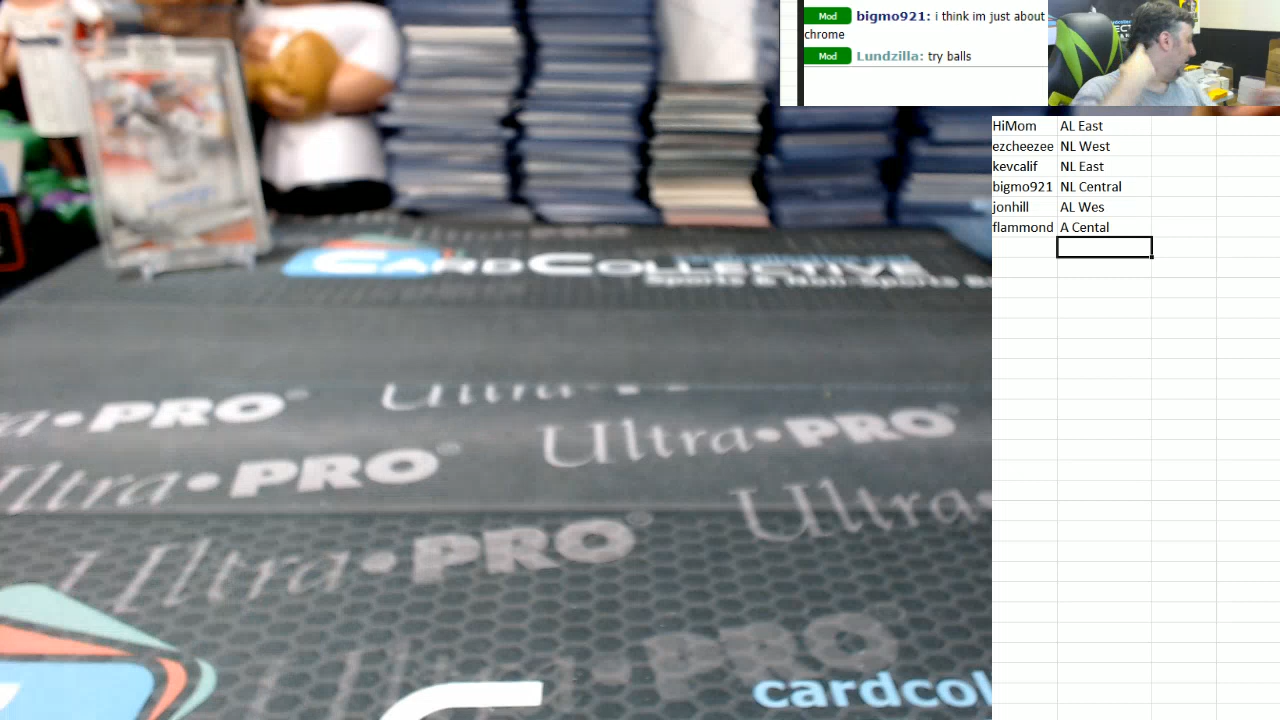 Mod bigmo921: i think im just about
chrome
Mod Lundzilla: try balls
HiMom AL East
ezcheezee NL West
kevcalif NL East
bigmo921 NL Central
jonhill AL Wes
flammond A Cental
CARDCOLLECTIVE
Sports & Non-Sports
Ultra
PRO
Ultra•PRO
Ultra•PRO
Ultra
Ultra•PRO
PRO
cardcol